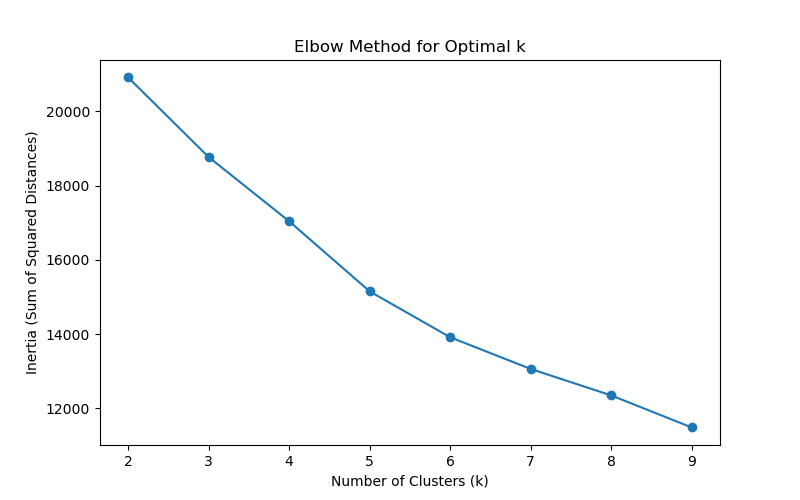 Elbow Method for Optimal k
Inertia (Sum of Squared Distances)
20000
18000
16000
14000
12000
2 3 4 5 6 7 8 9
Number of Clusters (k)